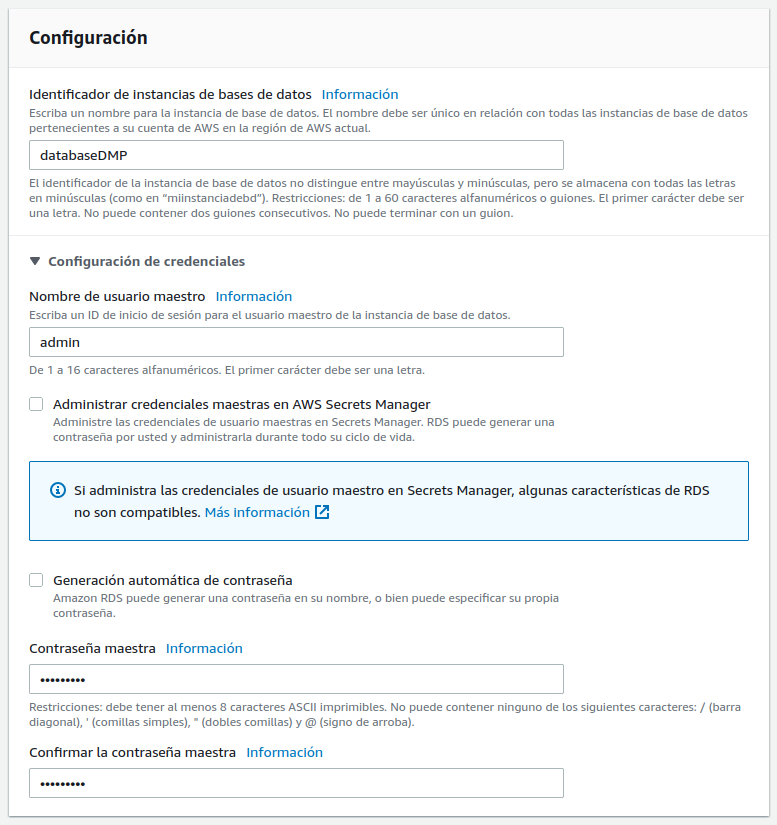 Configuración
Identificador de instancias de bases de datos Información
Escriba un nombre para la instancia de base de datos. El nombre debe ser único en relación con todas las instancias de base de datos
pertenecientes a su cuenta de AWS en la región de AWS actual.
databaseDMP
El identificador de la instancia de base de datos no distingue entre mayúsculas y minúsculas, pero se almacena con todas las letras
en minúsculas (como en “miinstanciadebd”). Restricciones: de 1 a 60 caracteres alfanuméricos o guiones. El primer carácter debe ser
una letra. No puede contener dos guiones consecutivos. No puede terminar con un guion.
Configuración de credenciales
Nombre de usuario maestro Información
Escriba un ID de inicio de sesión para el usuario maestro de la instancia de base de datos.
admin
De 1 a 16 caracteres alfanuméricos. El primer carácter debe ser una letra.
Administrar credenciales maestras en AWS Secrets Manager
Administre las credenciales de usuario maestras en Secrets Manager. RDS puede generar una
contraseña por usted y administrarla durante todo su ciclo de vida.
Si administra las credenciales de usuario maestro en Secrets Manager, algunas características de RDS
no son compatibles. Más información
Generación automática de contraseña
Amazon RDS puede generar una contraseña en su nombre, o bien puede especificar su propia
contraseña.
Contraseña maestra Información
•••••••••
Restricciones: debe tener al menos 8 caracteres ASCII imprimibles. No puede contener ninguno de los siguientes caracteres: / (barra
diagonal), ' (comillas simples), " (dobles comillas) y @ (signo de arroba).
Confirmar la contraseña maestra Información
•••••••••